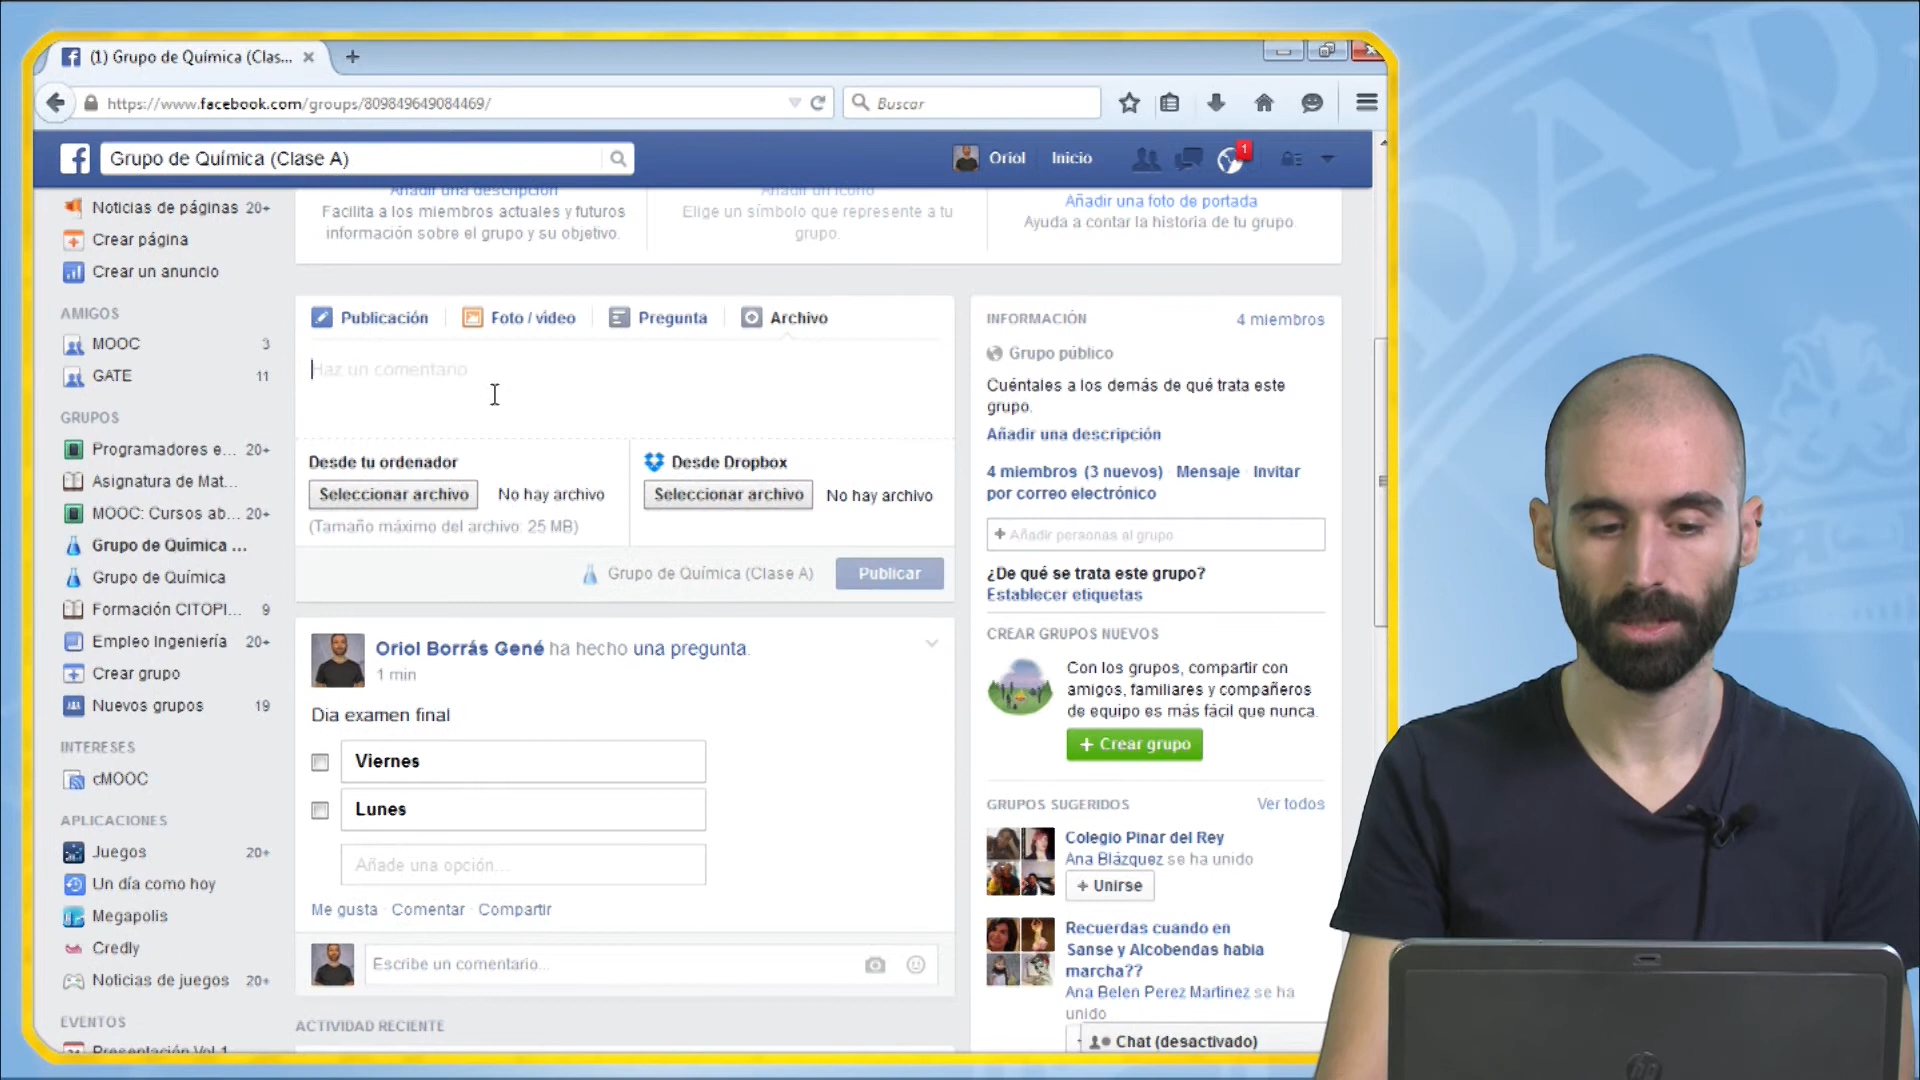 (1) Grupo de Química (Clas...
https://www.facebook.com/groups/809849649084469/
Buscar
Grupo de Química (Clase A)
Oriol
Inicio
1
Noticias de páginas 20+
Crear página
Crear un anuncio
AMIGOS
MOOC 3
GATE 11
GRUPOS
Programadores e... 20+
Asignatura de Mat...
MOOC: Cursos ab... 20+
Grupo de Química ...
Grupo de Química
Formación CITOPI... 9
Empleo Ingeniería 20+
Crear grupo
Nuevos grupos 19
INTERESES
cMOOC
APLICACIONES
Juegos 20+
Un día como hoy
Megapolis
Credly
Noticias de juegos 20+
EVENTOS
Presentación Vol 1
Añadir una descripción
Facilita a los miembros actuales y futuros
información sobre el grupo y su objetivo.
Añadir un icono
Elige un símbolo que represente a tu
grupo.
Añadir una foto de portada
Ayuda a contar la historia de tu grupo.
Publicación
Foto / vídeo
Pregunta
Archivo
Haz un comentario
Desde tu ordenador
Seleccionar archivo No hay archivo
(Tamaño máximo del archivo: 25 MB)
Desde Dropbox
Seleccionar archivo No hay archivo
Grupo de Química (Clase A)
Publicar
Oriol Borrás Gené ha hecho una pregunta.
1 min
Dia examen final
Viernes
Lunes
Añade una opción...
Me gusta · Comentar · Compartir
Escribe un comentario...
ACTIVIDAD RECIENTE
INFORMACIÓN 4 miembros
Grupo público
Cuéntales a los demás de qué trata este
grupo.
Añadir una descripción
4 miembros (3 nuevos) · Mensaje · Invitar
por correo electrónico
+ Añadir personas al grupo
¿De qué se trata este grupo?
Establecer etiquetas
CREAR GRUPOS NUEVOS
Con los grupos, compartir con
amigos, familiares y compañeros
de equipo es más fácil que nunca.
+ Crear grupo
GRUPOS SUGERIDOS Ver todos
Colegio Pinar del Rey
Ana Blázquez se ha unido
+ Unirse
Recuerdas cuando en
Sanse y Alcobendas habia
marcha??
Ana Belen Perez Martinez se ha
unido
Chat (desactivado)
hp